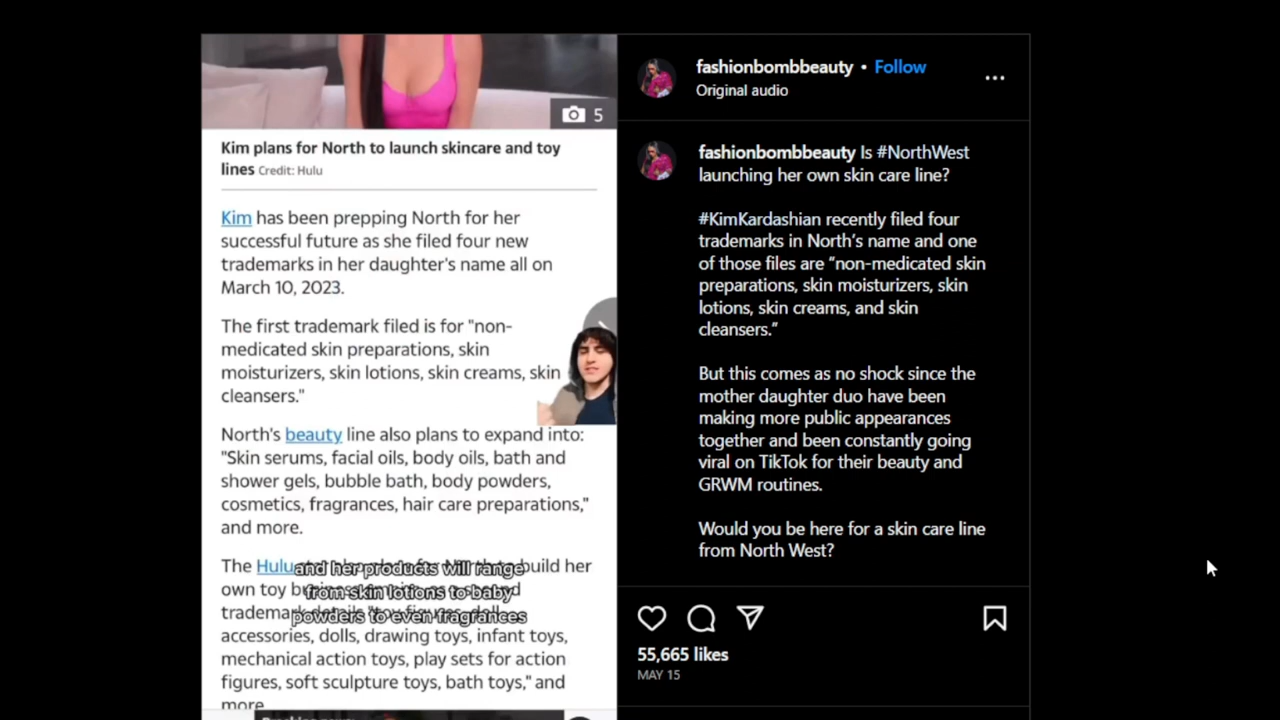 5
Kim plans for North to launch skincare and toy
lines Credit: Hulu
Kim has been prepping North for her
successful future as she filed four new
trademarks in her daughter's name all on
March 10, 2023.
The first trademark filed is for "non-
medicated skin preparations, skin
moisturizers, skin lotions, skin creams, skin
cleansers."
North's beauty line also plans to expand into:
"Skin serums, facial oils, body oils, bath and
shower gels, bubble bath, body powders,
cosmetics, fragrances, hair care preparations,"
and more.
The Hulu build her
own toy
trademark
accessories, dolls, drawing toys, infant toys,
mechanical action toys, play sets for action
figures, soft sculpture toys, bath toys," and
more.
and her products will range
from skin lotions to baby
powders to even fragrances
fashionbombbeauty • Follow
Original audio
fashionbombbeauty Is #NorthWest
launching her own skin care line?
#KimKardashian recently filed four
trademarks in North's name and one
of those files are “non-medicated skin
preparations, skin moisturizers, skin
lotions, skin creams, and skin
cleansers.”
But this comes as no shock since the
mother daughter duo have been
making more public appearances
together and been constantly going
viral on TikTok for their beauty and
GRWM routines.
Would you be here for a skin care line
from North West?
55,665 likes
MAY 15